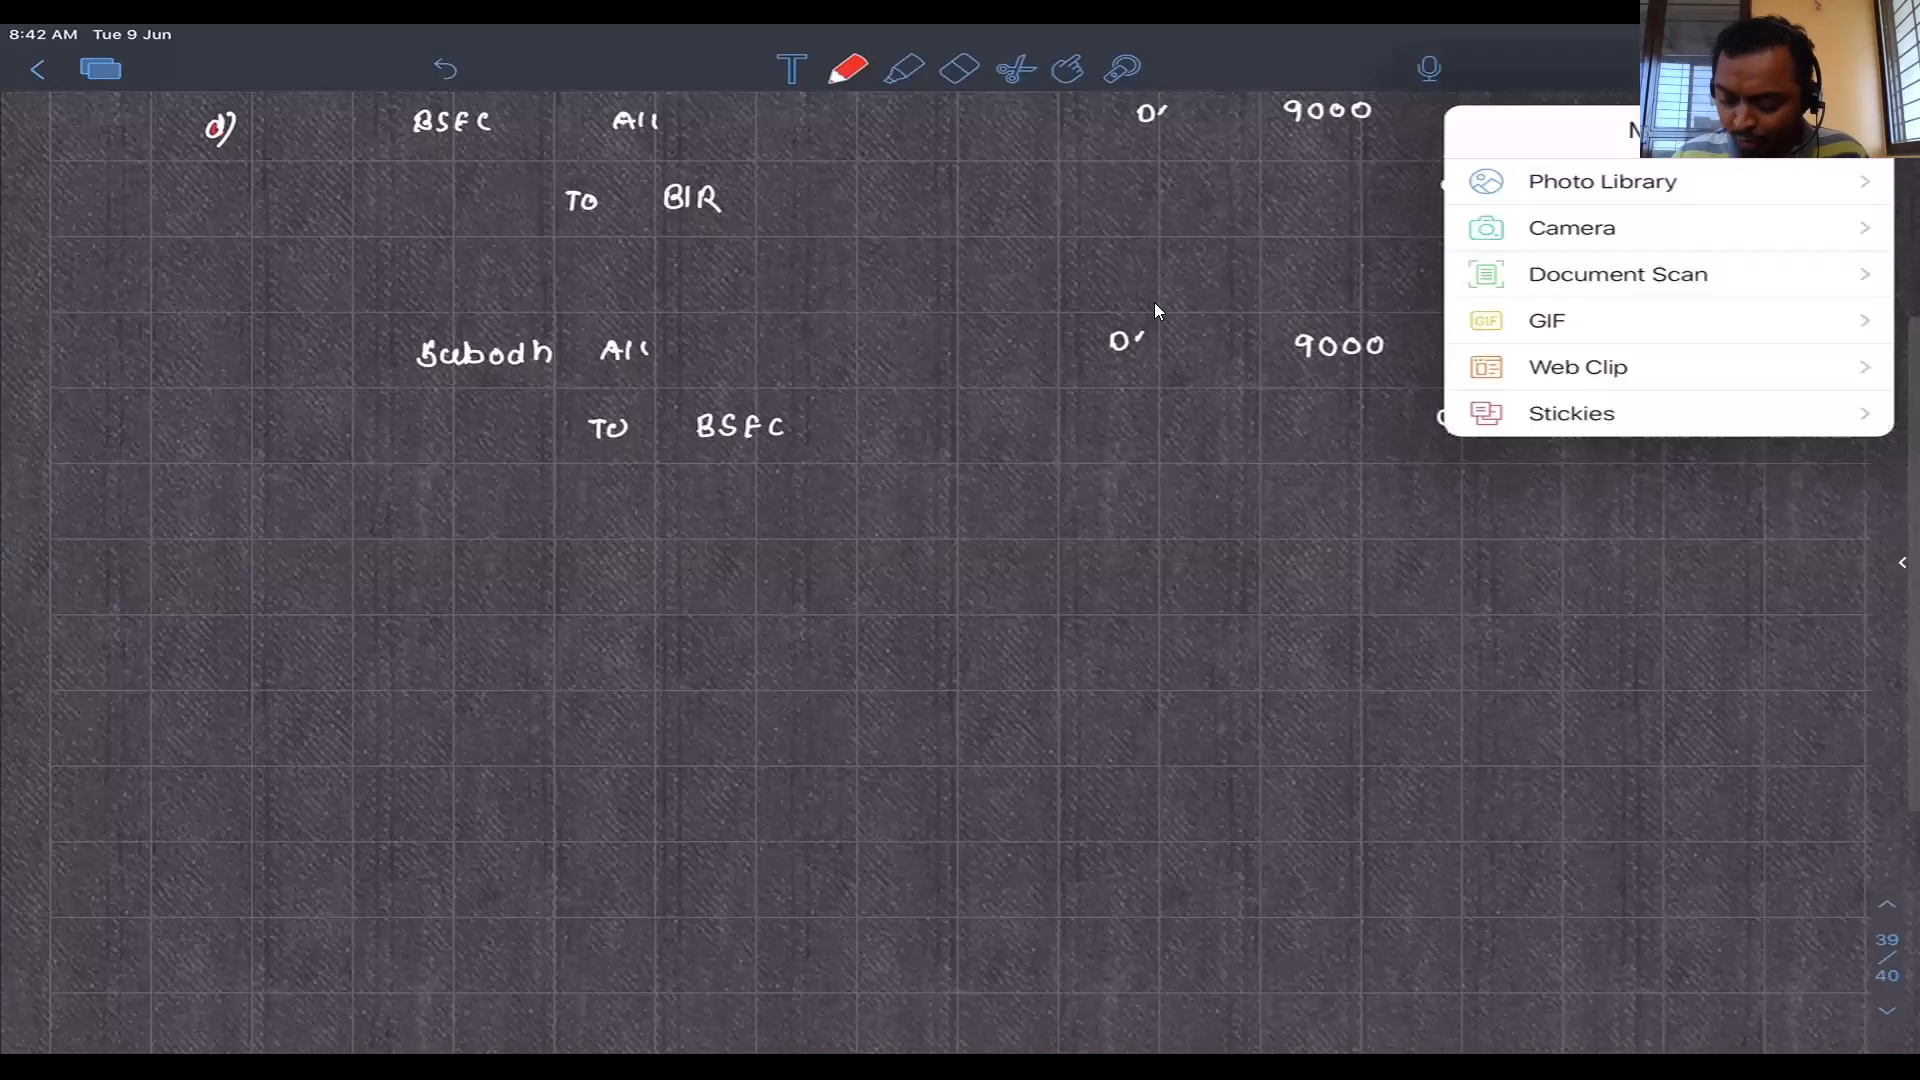 8:42 AM Tue 9 Jun
T
d) BSFC A/c Dr 9000
TO B/R
Subodh A/c Dr 9000
TO BSFC
Photo Library
Camera
Document Scan
GIF GIF
Web Clip
Stickies
39
/
40